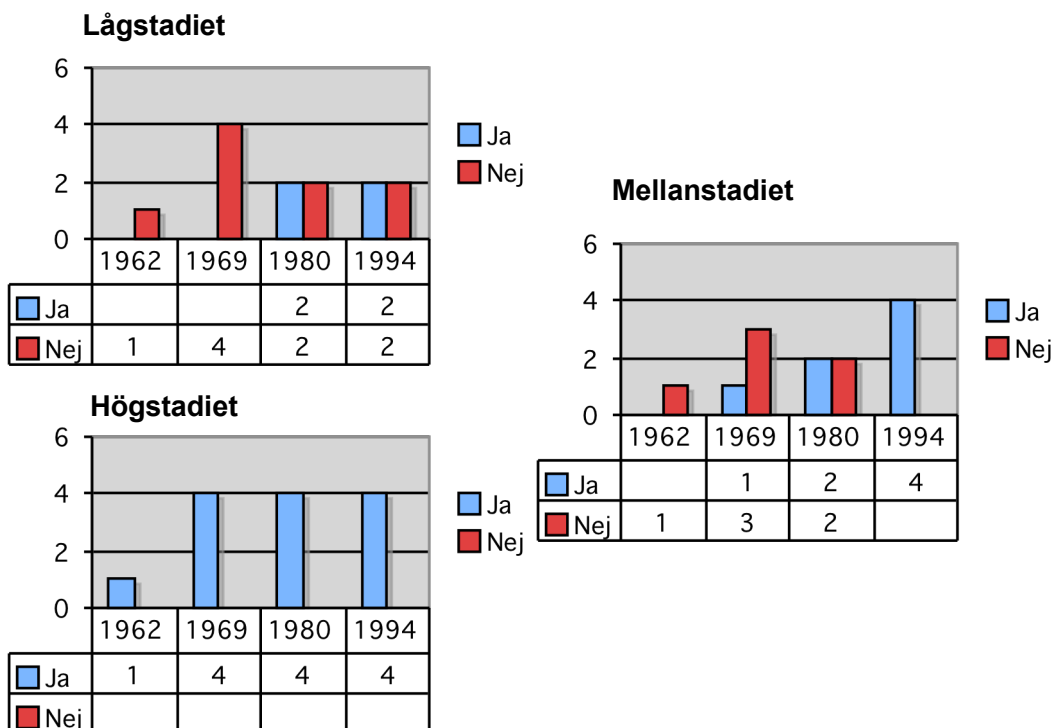 Lågstadiet
6
4
2
0
Ja
Nej
1962 1969 1980 1994
Ja 2 2
Nej 1 4 2 2
Mellanstadiet
6
4
2
0
Ja
Nej
1962 1969 1980 1994
Ja 1 2 4
Nej 1 3 2
Högstadiet
6
4
2
0
Ja
Nej
1962 1969 1980 1994
Ja 1 4 4 4
Nej